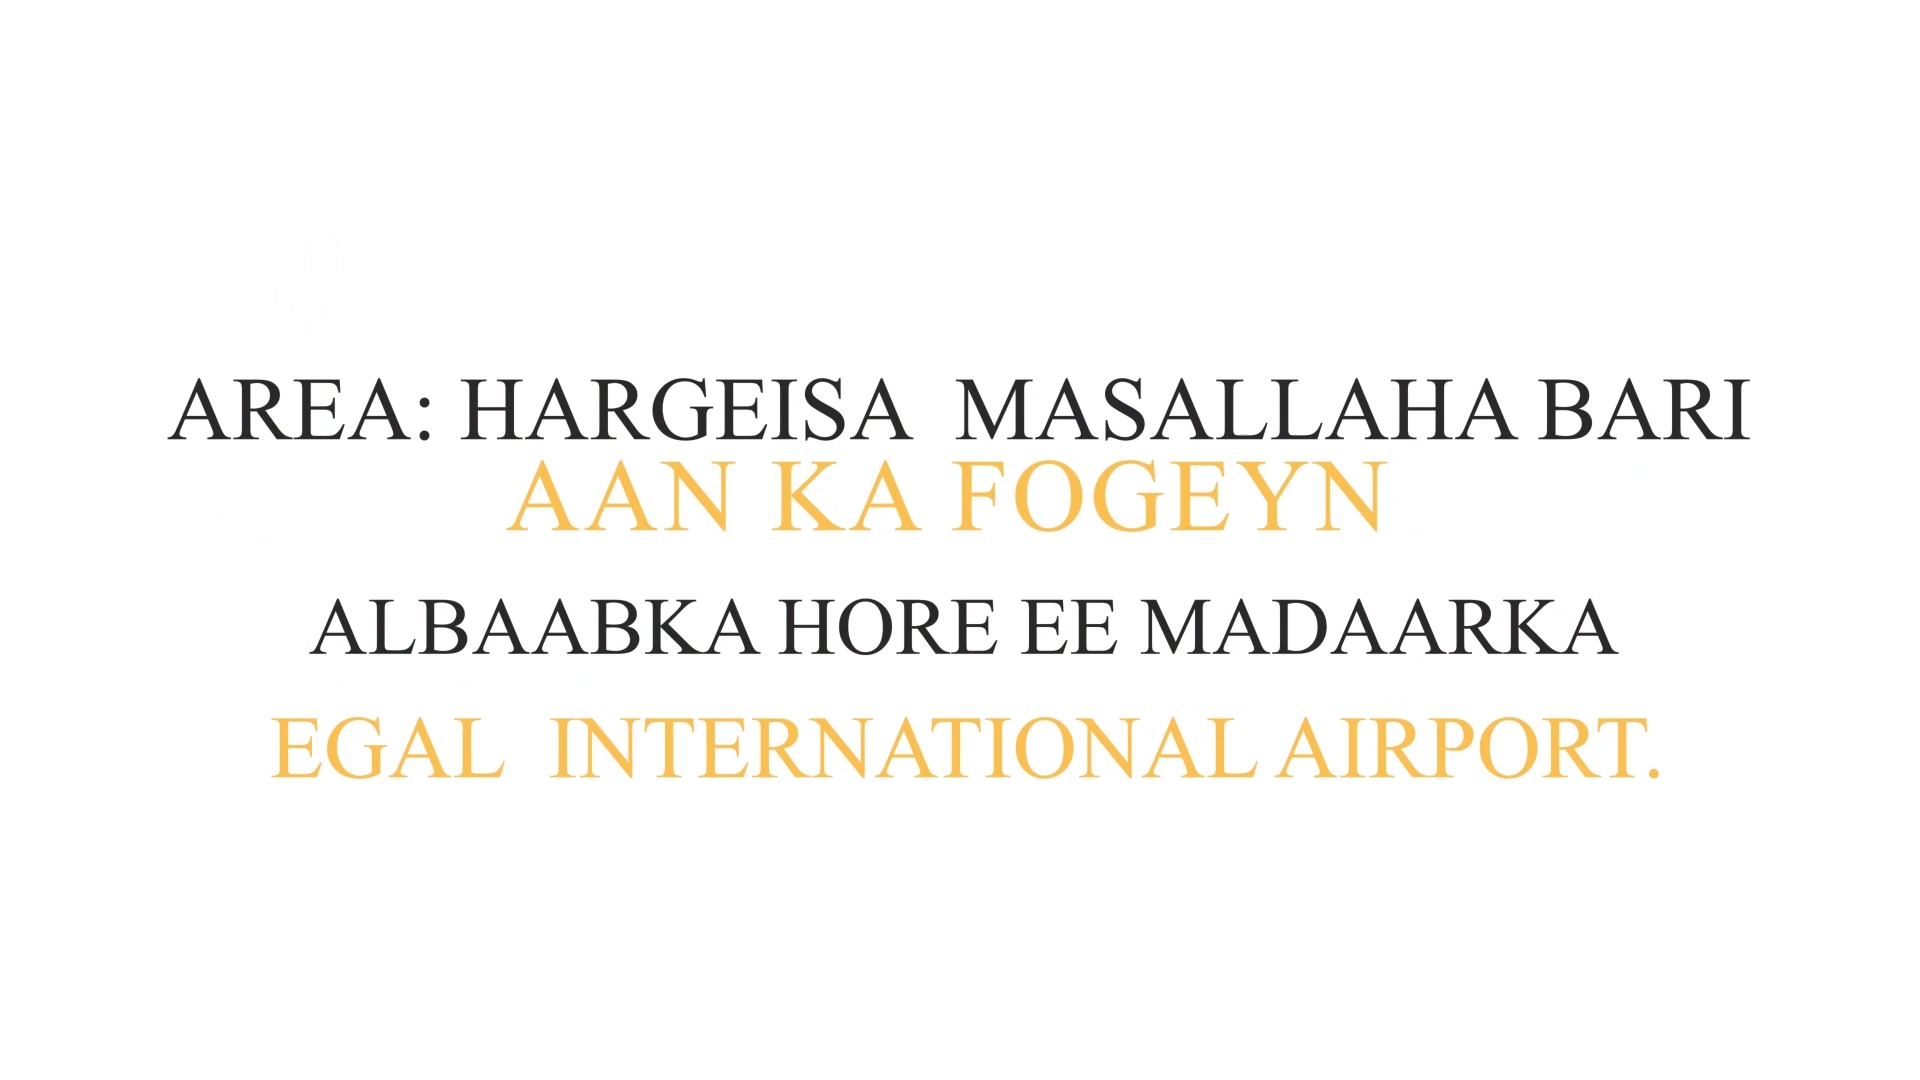 AREA: HARGEISA MASALLAHA BARI
AAN KA FOGEYN
ALBAABKA HORE EE MADAARKA
EGAL INTERNATIONAL AIRPORT.